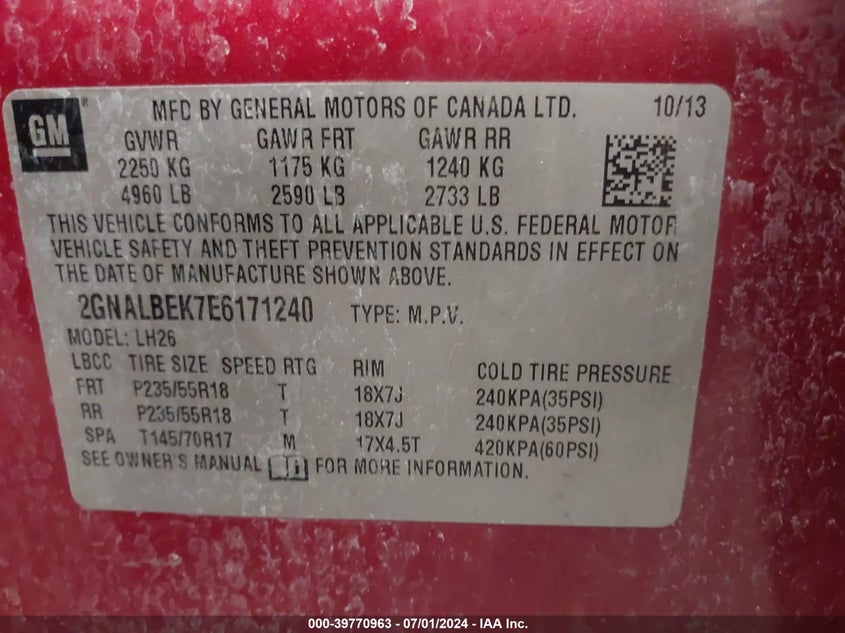 GM® MFD BY GENERAL MOTORS OF CANADA LTD. 10/13
GVWR GAWR FRT GAWR RR
2250 KG 1175 KG 1240 KG
4960 LB 2590 LB 2733 LB
THIS VEHICLE CONFORMS TO ALL APPLICABLE U.S. FEDERAL MOTOR
VEHICLE SAFETY AND THEFT PREVENTION STANDARDS IN EFFECT ON
THE DATE OF MANUFACTURE SHOWN ABOVE.
2GNALBEK7E6171240 TYPE: M.P.V.
MODEL: LH26
LBCC TIRE SIZE SPEED RTG RIM COLD TIRE PRESSURE
FRT P235/55R18 T 18X7J 240KPA(35PSI)
RR P235/55R18 T 18X7J 240KPA(35PSI)
SPA T145/70R17 M 17X4.5T 420KPA(60PSI)
SEE OWNER'S MANUAL FOR MORE INFORMATION.
000-39770963 - 07/01/2024 - IAA Inc.